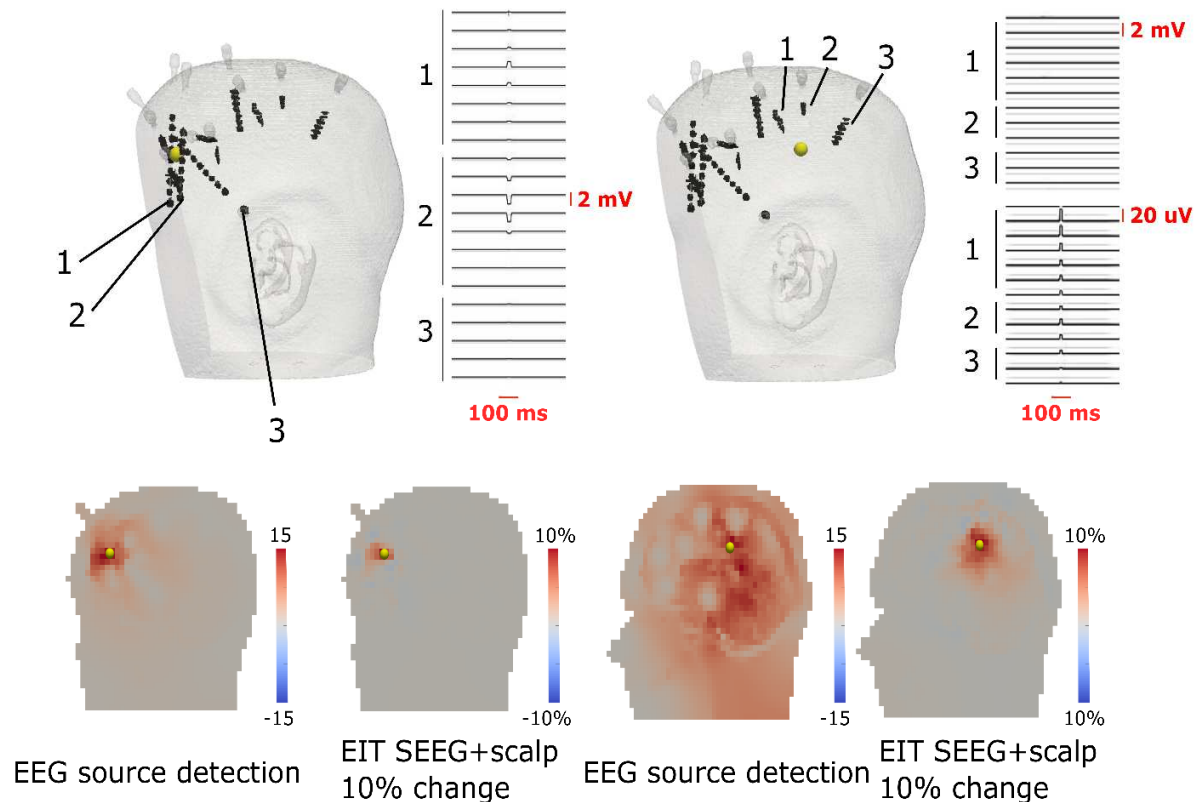 1
2
3
1
2
3
2 mV
100 ms
1
2
3
1
2
3
2 mV
1
2
3
20 uV
100 ms
15
-15
10%
-10%
15
-15
10%
10%
EEG source detection
EIT SEEG+scalp
10% change
EEG source detection
EIT SEEG+scalp
10% change